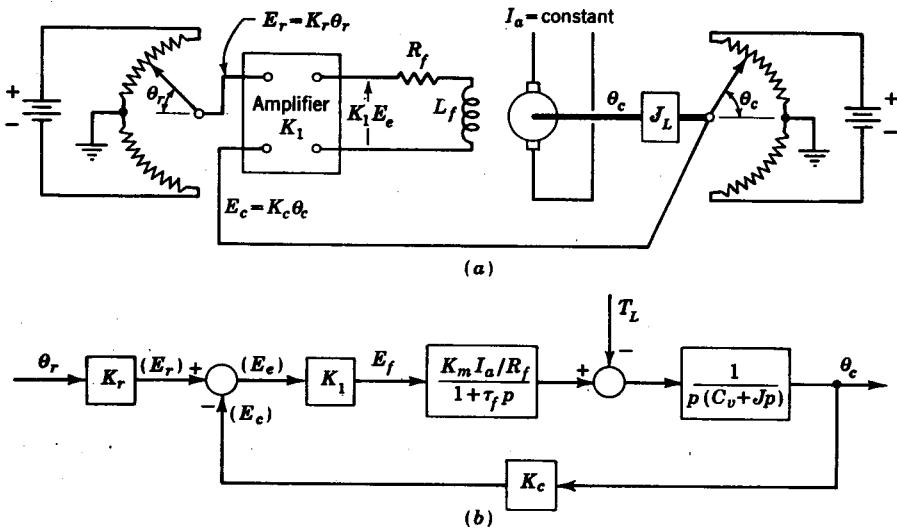 E_r = K_r θ_r
I_a = constant
R_f
+
−
θ_r
Amplifier
K_1
K_1 E_e
L_f
θ_c
J_L
θ_c
+
−
E_c = K_c θ_c
(a)
T_L
−
θ_r
K_r
(E_r) +
−
(E_c)
(E_e)
K_1
E_f
K_m I_a / R_f
1 + τ_f p
+
1
p (C_v + Jp)
θ_c
K_c
(b)